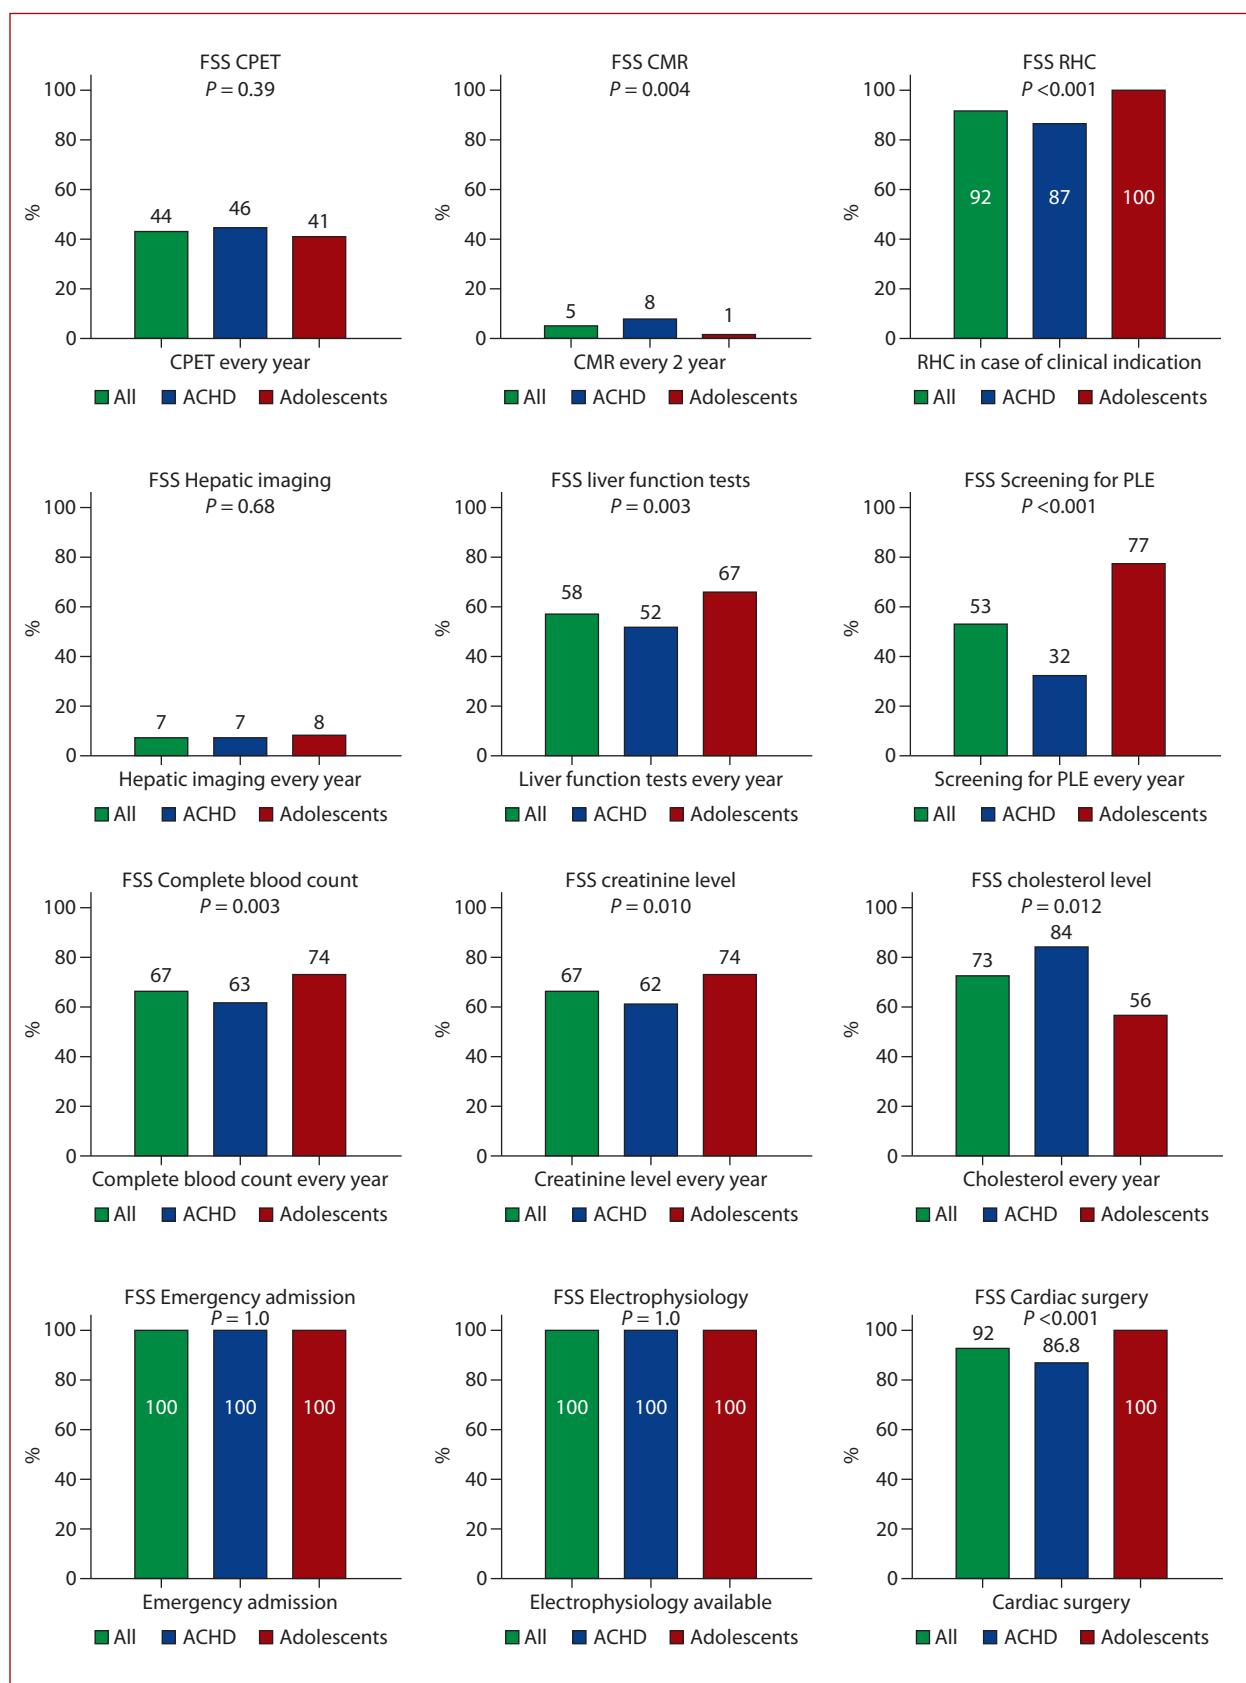 FSS CPET
P = 0.39
100
80
60
40
20
0
%
44
46
41
CPET every year
All ACHD Adolescents
FSS CMR
P = 0.004
100
80
60
40
20
0
%
5
8
1
CMR every 2 year
All ACHD Adolescents
FSS RHC
P <0.001
100
80
60
40
20
0
%
92
87
100
RHC in case of clinical indication
All ACHD Adolescents
FSS Hepatic imaging
P = 0.68
100
80
60
40
20
0
%
7
7
8
Hepatic imaging every year
All ACHD Adolescents
FSS liver function tests
P = 0.003
100
80
60
40
20
0
%
58
52
67
Liver function tests every year
All ACHD Adolescents
FSS Screening for PLE
P <0.001
100
80
60
40
20
0
%
53
32
77
Screening for PLE every year
All ACHD Adolescents
FSS Complete blood count
P = 0.003
100
80
60
40
20
0
%
67
63
74
Complete blood count every year
All ACHD Adolescents
FSS creatinine level
P = 0.010
100
80
60
40
20
0
%
67
62
74
Creatinine level every year
All ACHD Adolescents
FSS cholesterol level
P = 0.012
100
80
60
40
20
0
%
73
84
56
Cholesterol every year
All ACHD Adolescents
FSS Emergency admission
P = 1.0
100
80
60
40
20
0
%
100
100
100
Emergency admission
All ACHD Adolescents
FSS Electrophysiology
P = 1.0
100
80
60
40
20
0
%
100
100
100
Electrophysiology available
All ACHD Adolescents
FSS Cardiac surgery
P <0.001
100
80
60
40
20
0
%
92
86.8
100
Cardiac surgery
All ACHD Adolescents